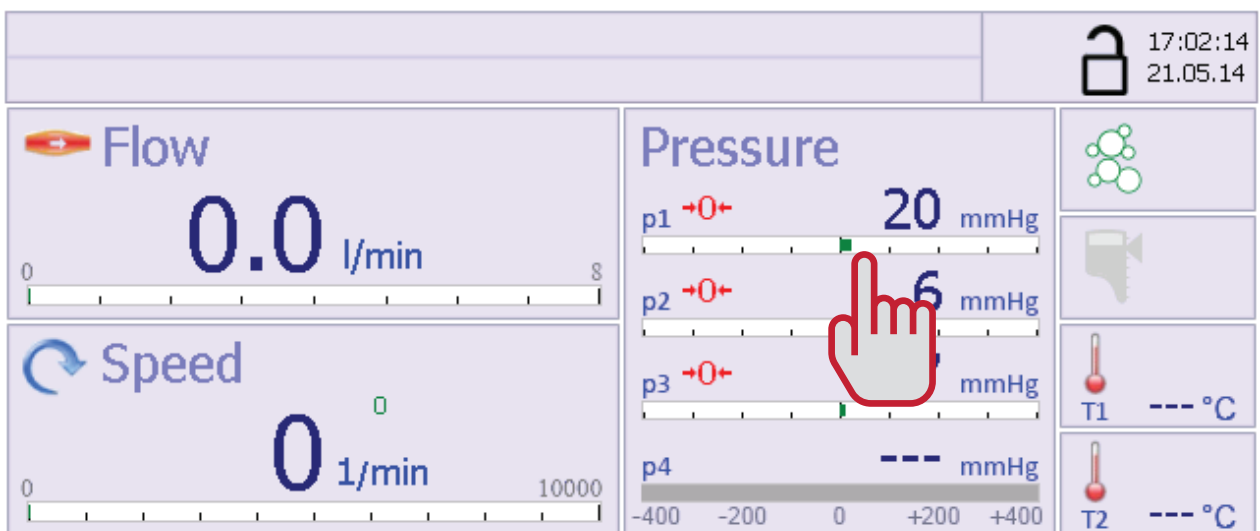 17:02:14
21.05.14
Flow
0.0 l/min
0 8
Speed
0
0 1/min
0 10000
Pressure
p1 →0← 20 mmHg
p2 →0← 6 mmHg
p3 →0← mmHg
p4 --- mmHg
-400 -200 0 +200 +400
T1 --- °C
T2 --- °C